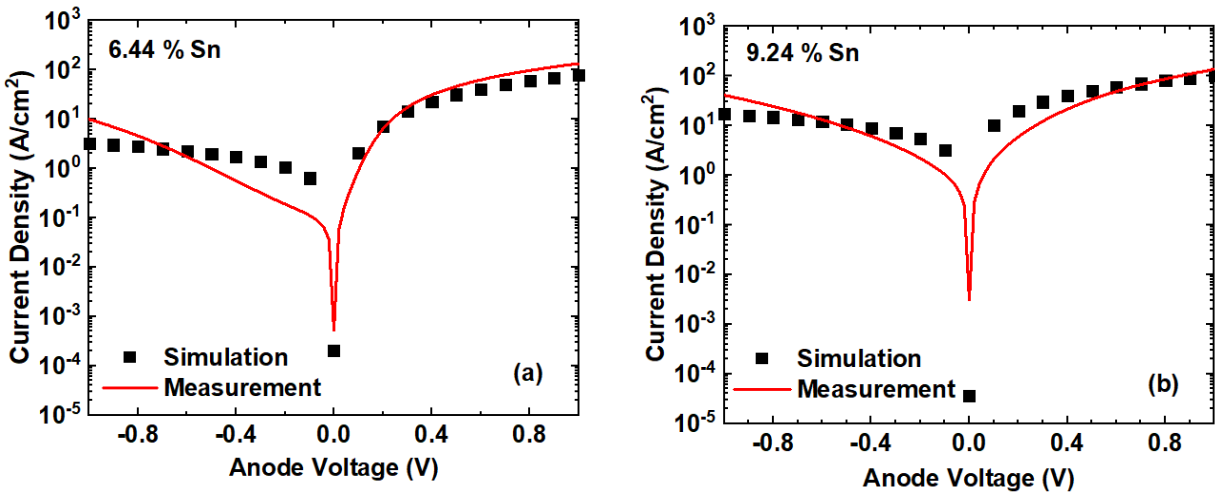 6.44 % Sn
Current Density (A/cm²)
10³
10²
10¹
10⁰
10⁻¹
10⁻²
10⁻³
10⁻⁴
10⁻⁵
Simulation
Measurement
(a)
-0.8 -0.4 0.0 0.4 0.8
Anode Voltage (V)
9.24 % Sn
Current Density (A/cm²)
10³
10²
10¹
10⁰
10⁻¹
10⁻²
10⁻³
10⁻⁴
10⁻⁵
Simulation
Measurement
(b)
-0.8 -0.4 0.0 0.4 0.8
Anode Voltage (V)